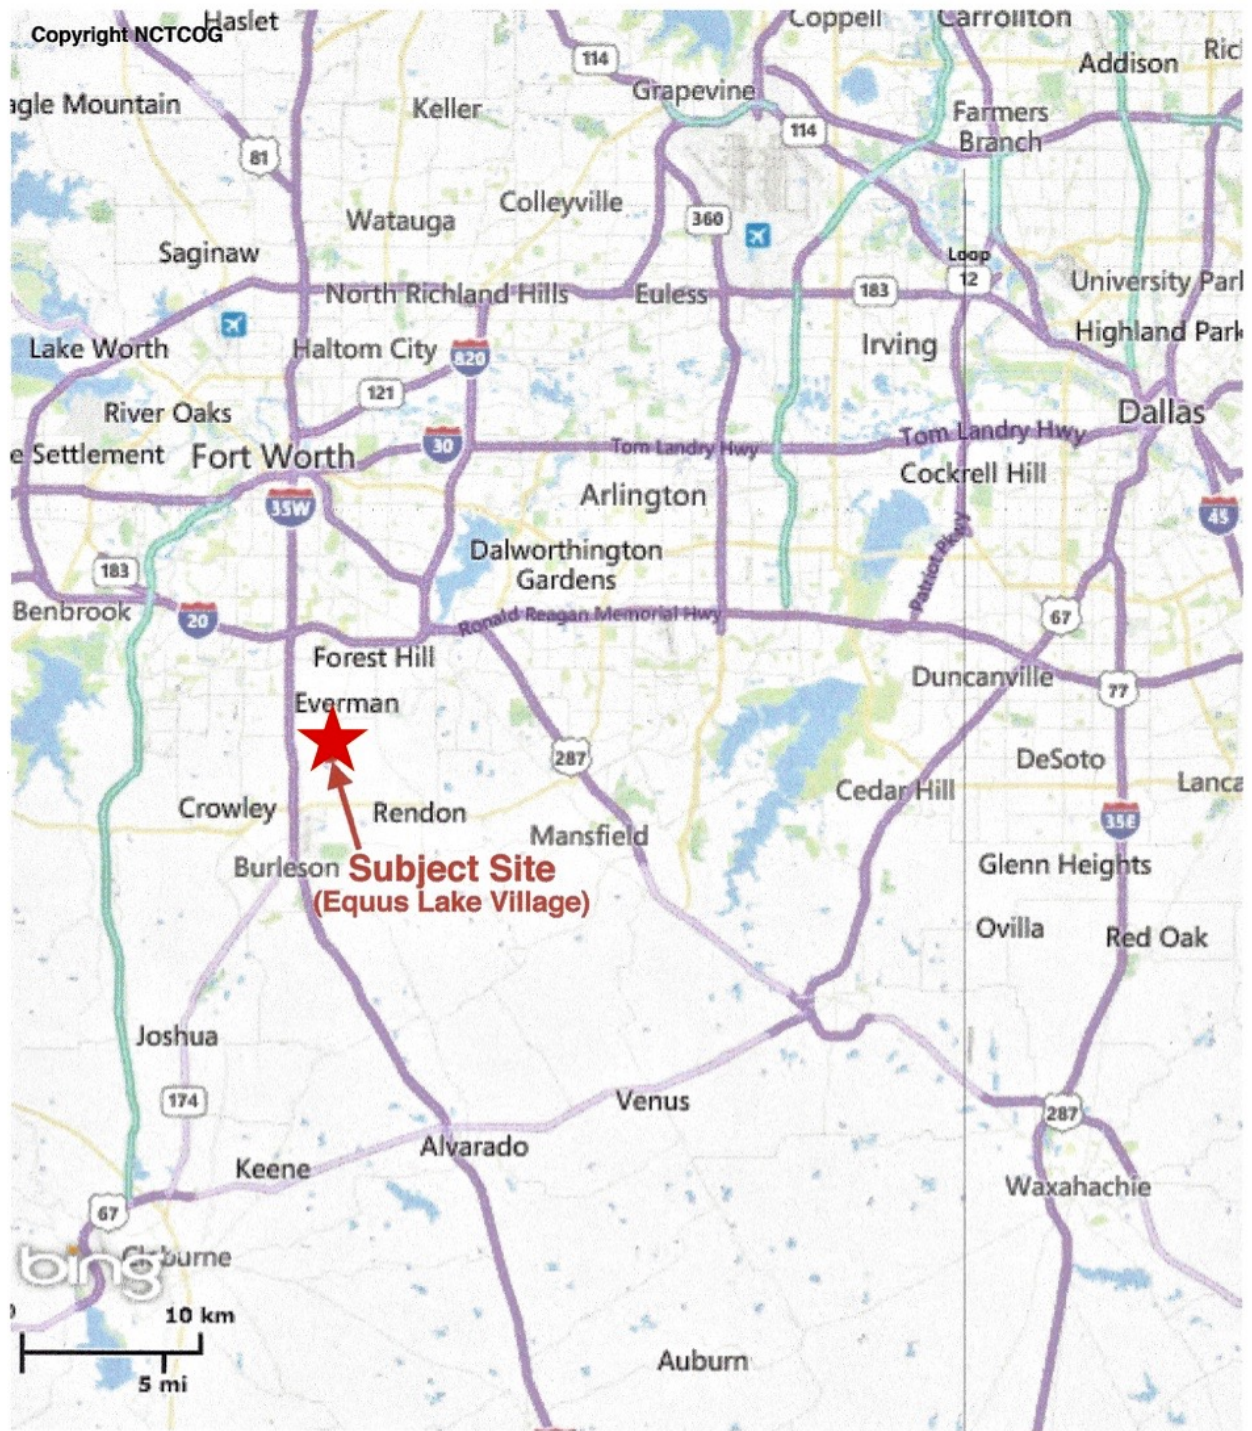 Haslet
Coppell
Carrollton
Copyright NCTCOG
114
Addison
Ric
agle Mountain
Keller
Grapevine
Farmers
Branch
114
81
Watauga
Colleyville
360
Saginaw
Loop
12
North Richland Hills
Euless
183
University Parl
Lake Worth
Haltom City
820
Irving
Highland Park
121
River Oaks
Dallas
e Settlement
Fort Worth
30
Tom Landry Hwy
Tom Landry Hwy
Cockrell Hill
35W
Arlington
45
Dalworthington
Gardens
Patriot Pkwy
183
Benbrook
20
Ronald Reagan Memorial Hwy
67
Forest Hill
Duncanville
77
Everman
287
DeSoto
Cedar Hill
Lanca
Crowley
Rendon
Mansfield
35E
Burleson
Subject Site
(Equus Lake Village)
Glenn Heights
Ovilla
Red Oak
Joshua
174
Venus
287
Alvarado
Keene
Waxahachie
67
bing
Cleburne
10 km
5 mi
Auburn